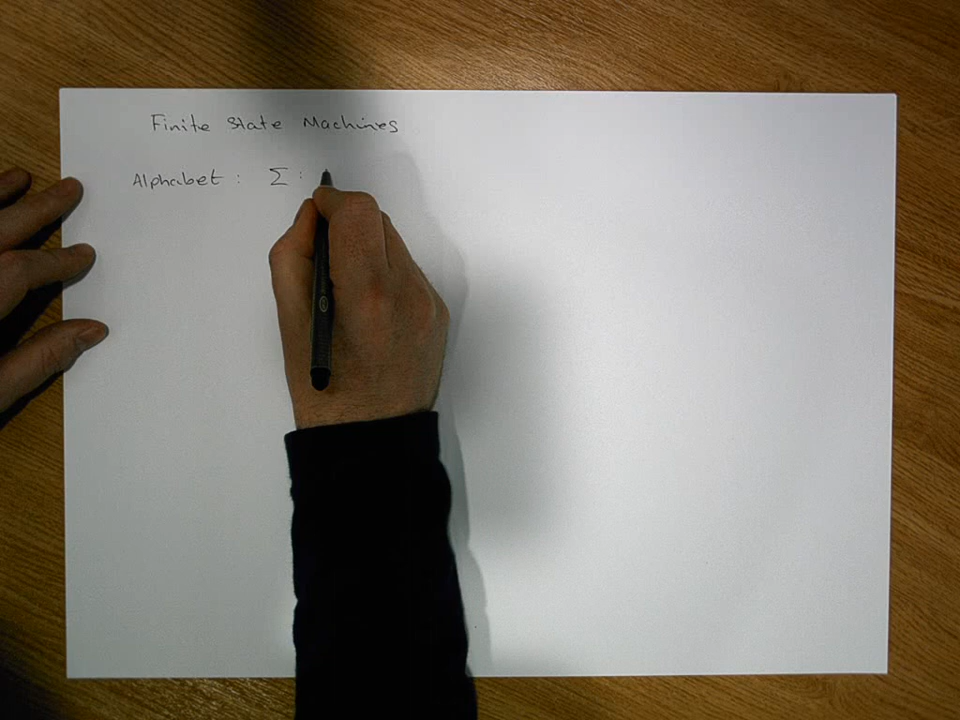 Finite State Machines
Alphabet : Σ :